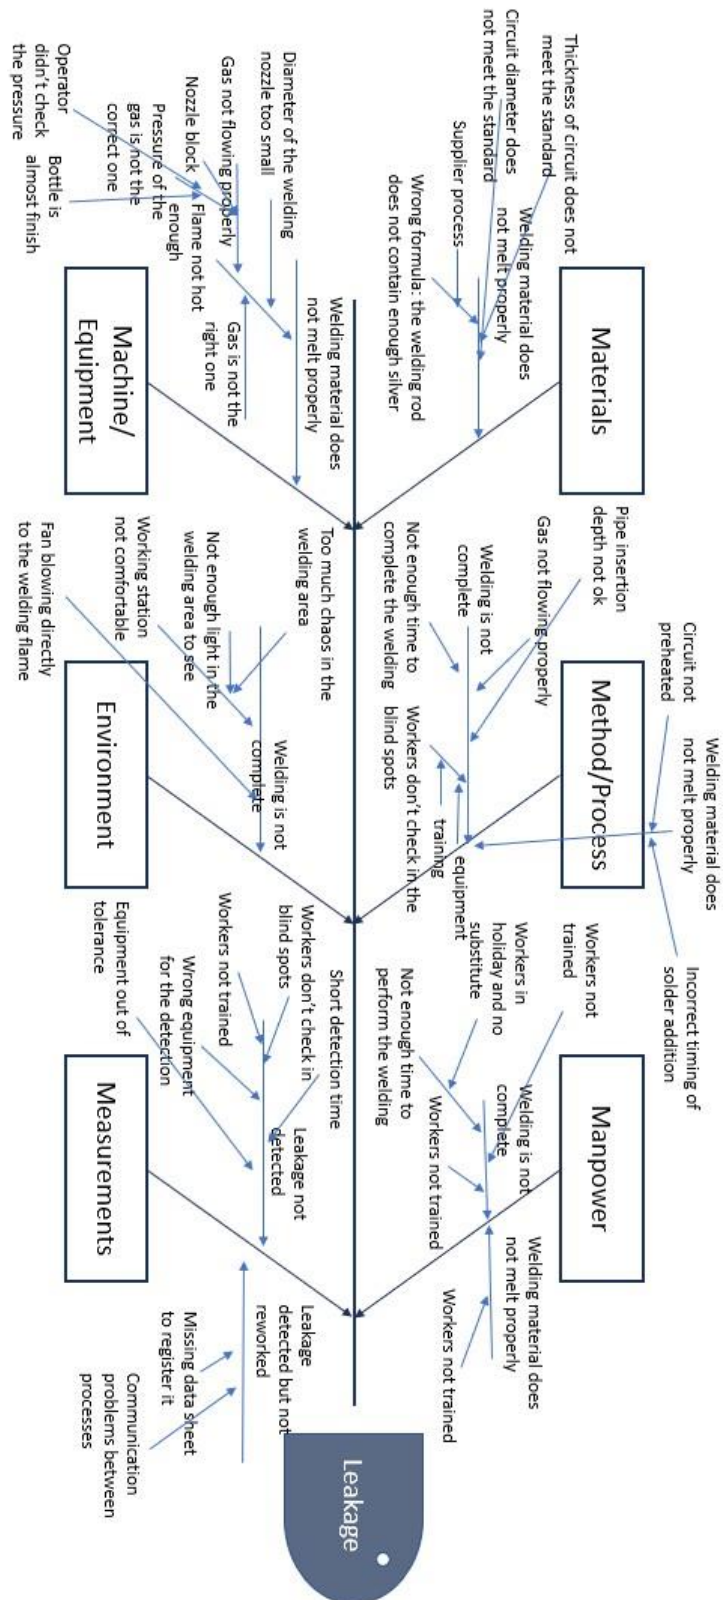 Thickness of circuit does not
meet the standard
Circuit diameter does
not meet the standard
Welding material does
not melt properly
Supplier process
Wrong formula: the welding rod
does not contain enough silver
Materials
Pipe insertion
depth not ok
Gas not flowing properly
Welding is not
complete
Not enough time to
complete the welding
Workers don't check in the
blind spots
training
equipment
Method/Process
Circuit not
preheated
Welding material does
not melt properly
Incorrect timing of
solder addition
Workers not
trained
Workers in
holiday and no
substitute
Not enough time to
perform the welding
Welding is not
complete
Workers not trained
Manpower
Welding material does
not melt properly
Workers not trained
Diameter of the welding
nozzle too small
Gas not flowing properly
Nozzle block
Pressure of the
gas is not the
correct one
Operator
didn't check
the pressure
Bottle is
almost finish
Flame not hot
enough
Gas is not the
right one
Welding material does
not melt properly
Machine/
Equipment
Too much chaos in the
welding area
Not enough light in the
welding area to see
Working station
not comfortable
Fan blowing directly
to the welding flame
Welding is not
complete
Environment
Short detection time
Workers don't check in
blind spots
Workers not trained
Wrong equipment
for the detection
Equipment out of
tolerance
Leakage not
detected
Measurements
Leakage
detected but not
reworked
Missing data sheet
to register it
Communication
problems between
processes
Leakage